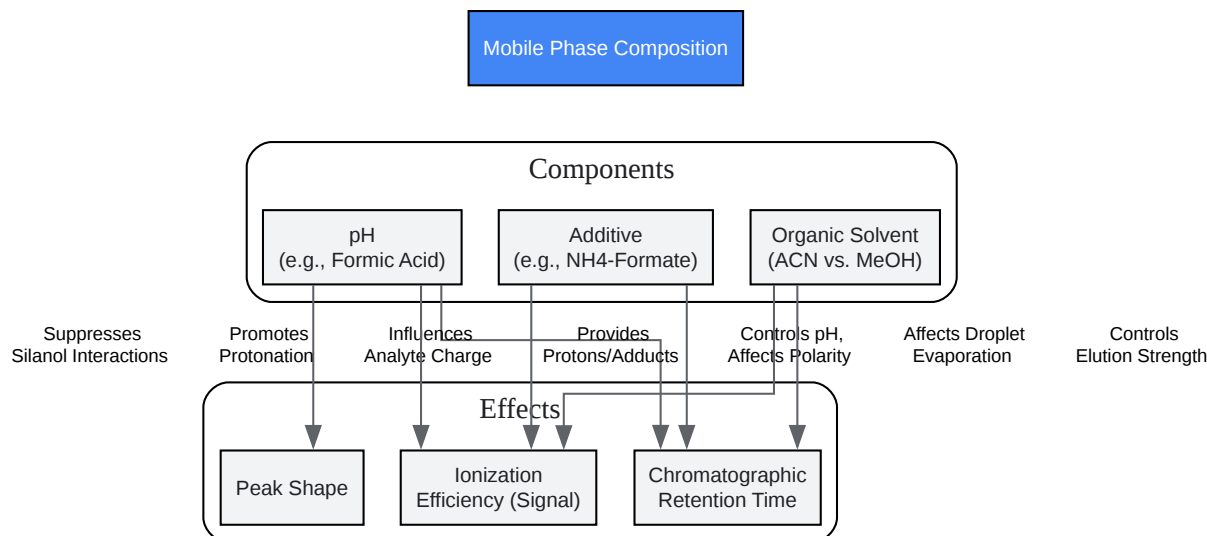 Mobile Phase Composition
Components
pH
(e.g., Formic Acid)
Additive
(e.g., NH4-Formate)
Organic Solvent
(ACN vs. MeOH)
Suppresses
Silanol Interactions
Promotes
Protonation
Influences
Analyte Charge
Provides
Protons/Adducts
Controls pH,
Affects Polarity
Affects Droplet
Evaporation
Controls
Elution Strength
Effects
Peak Shape
Ionization
Efficiency (Signal)
Chromatographic
Retention Time